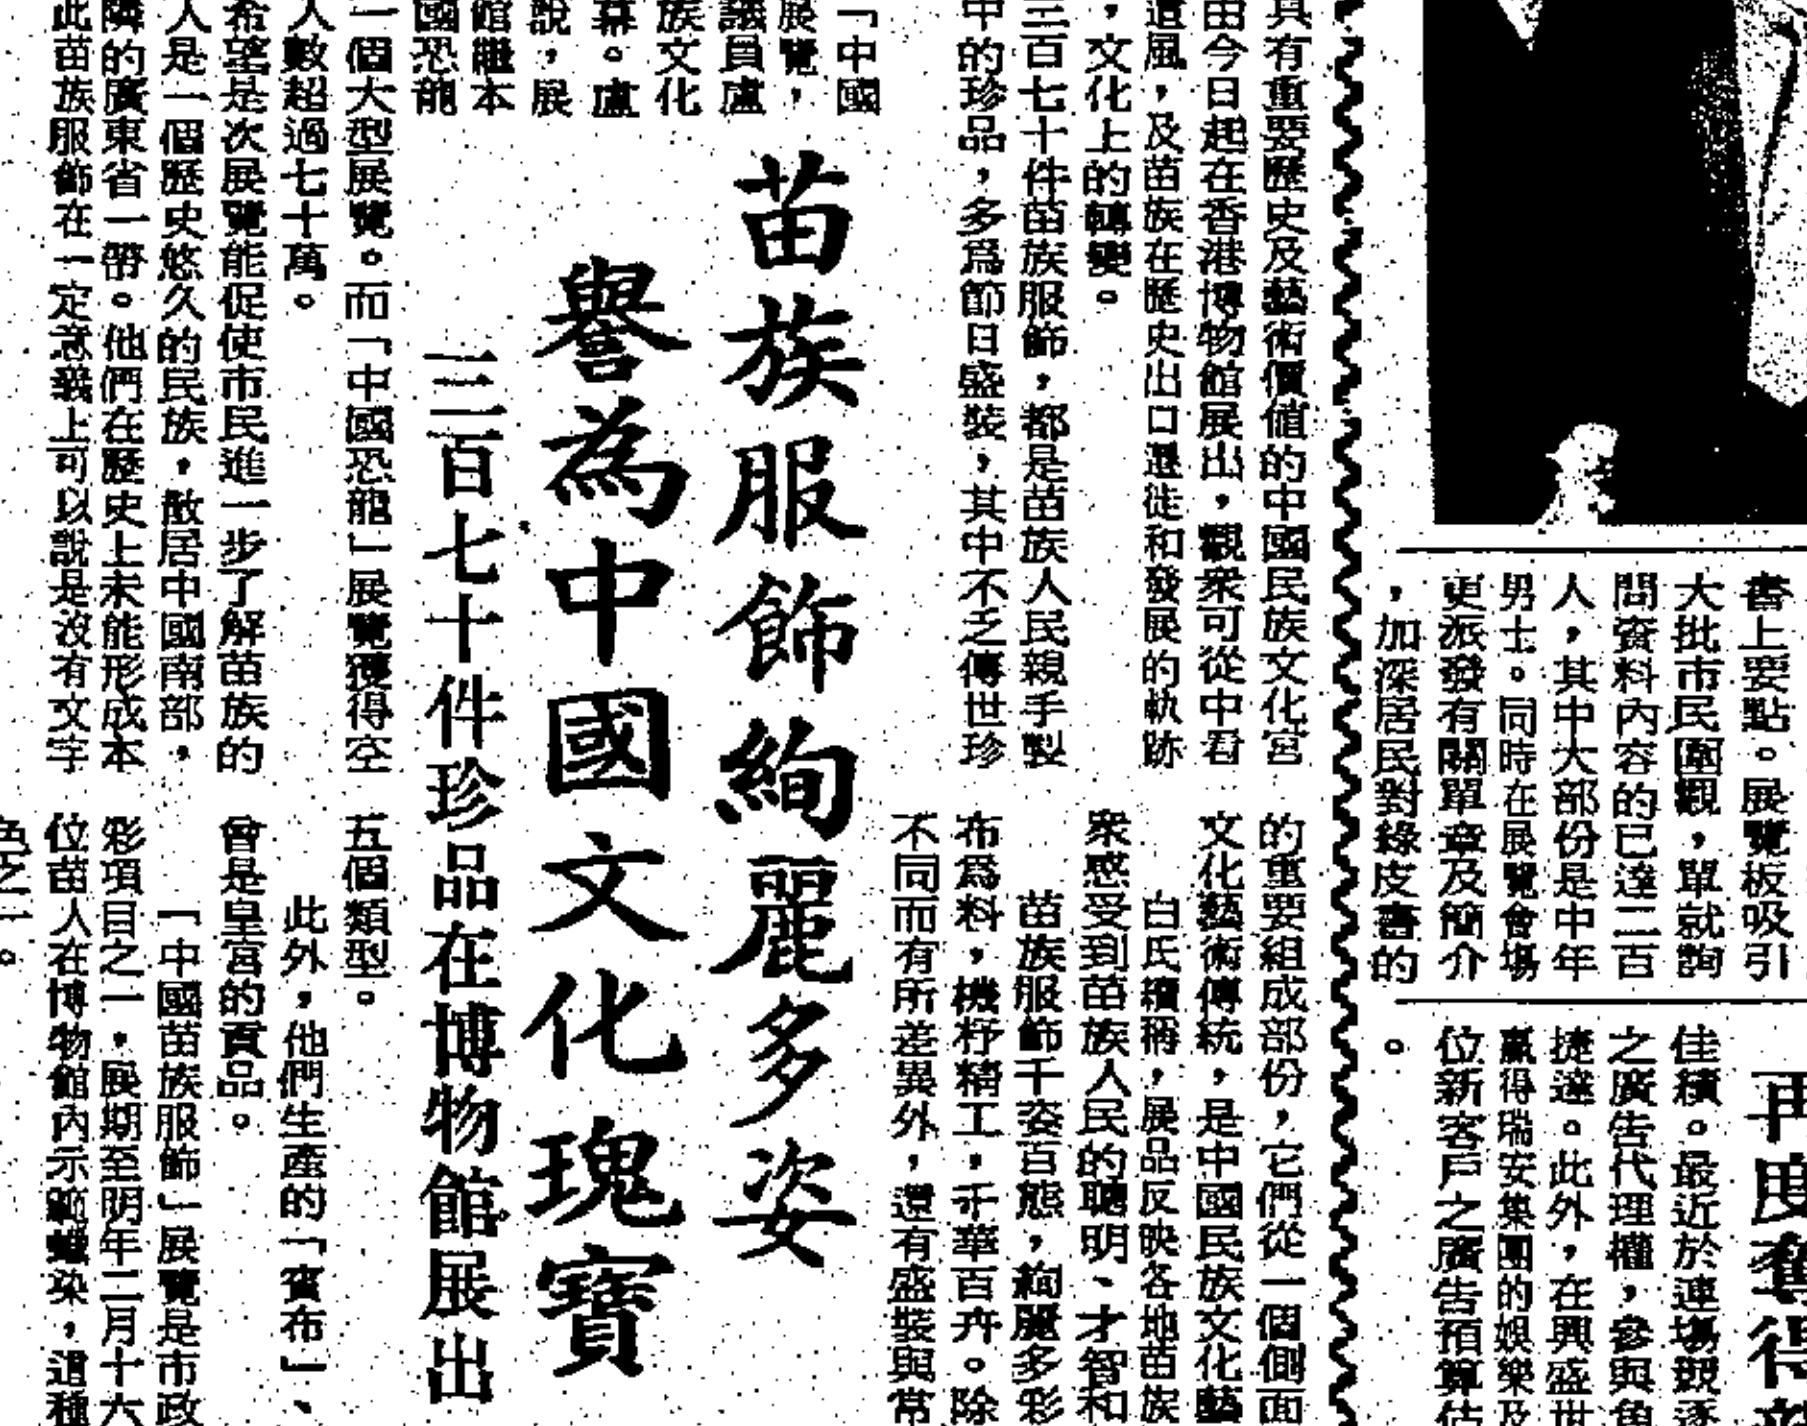 具有重要歷史及藝術價值的中國民族文化宮
由今日起在香港博物館展出，觀衆可從中看
遺風，及苗族在歷史出口遷徙和發展的軌跡
，文化上的轉變。
三百七十件苗族服飾，都是苗族人民親手製
中的珍品，多爲節日盛裝，其中不乏傳世珍
苗族服飾絢麗多姿
譽為中國文化瑰寶
三百七十件珍品在博物館展出
「中國
展覽，
議員盧
族文化
幕。盧
說，展
館繼本
國恐龍
一個大型展覽。而「中國恐龍」展覽獲得空
人數超過七十萬。
希望是次展覽能促使市民進一步了解苗族的
人是一個歷史悠久的民族，散居中國南部，
隣的廣東省一帶。他們在歷史上未能形成本
此苗族服飾在一定意義上可以說是沒有文字
的重要組成部份，它們從一個側面
文化藝術傳統，是中國民族文化藝
白氏續稱，展品反映各地苗族
衆感受到苗族人民的聰明、才智和
苗族服飾千姿百態，絢麗多彩
布爲料，機杼精工，千華百卉。除
不同而有所差異外，還有盛裝與常
五個類型。
此外，他們生產的「賓布」、
曾是皇宮的貢品。
「中國苗族服飾」展覽是市政
彩項目之一，展期至明年二月十六
位苗人在博物館內示範蠟染，這種
色之一。
書上要點。展覽板吸引
大批市民圍觀，單就詢
問資料內容的已達二百
人，其中大部份是中年
男士。同時在展覽會場
更派發有關單章及簡介
，加深居民對綠皮書的
。
再度奪得
佳績。最近於連場競逐
之廣告代理權，參與角
捷達。此外，在興盛世
贏得瑞安集團的娛樂及
位新客戶之廣告預算估